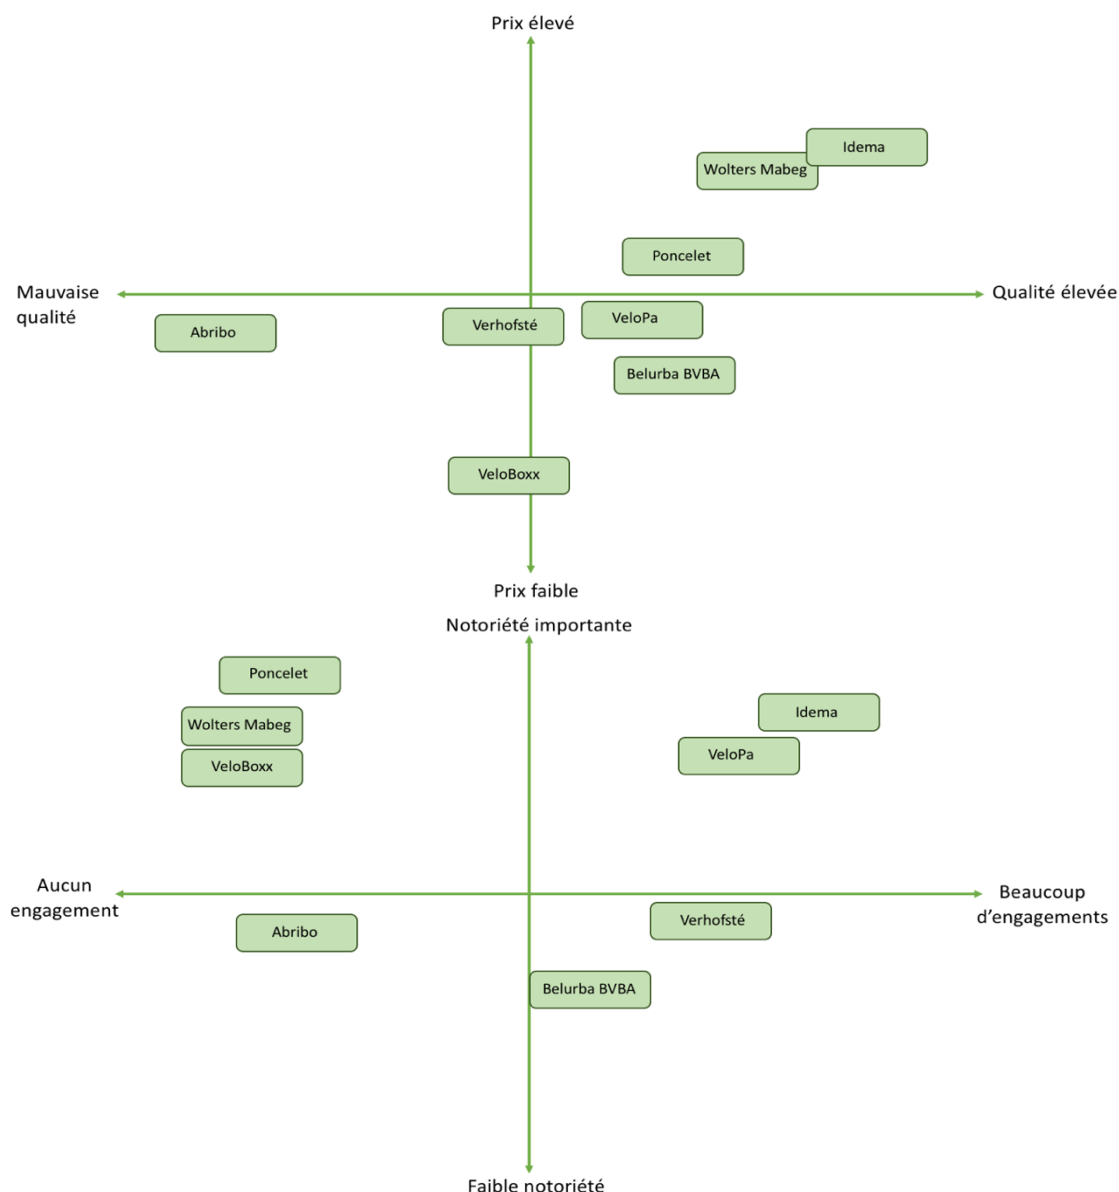 Prix élevé
Idema
Wolters Mabeg
Poncelet
Mauvaise
qualité
Qualité élevée
Abribo
Verhofsté
VeloPa
Belurba BVBA
VeloBoxx
Prix faible
Notoriété importante
Poncelet
Wolters Mabeg
VeloBoxx
Idema
VeloPa
Aucun
engagement
Beaucoup
d’engagements
Abribo
Verhofsté
Belurba BVBA
Faible notoriété